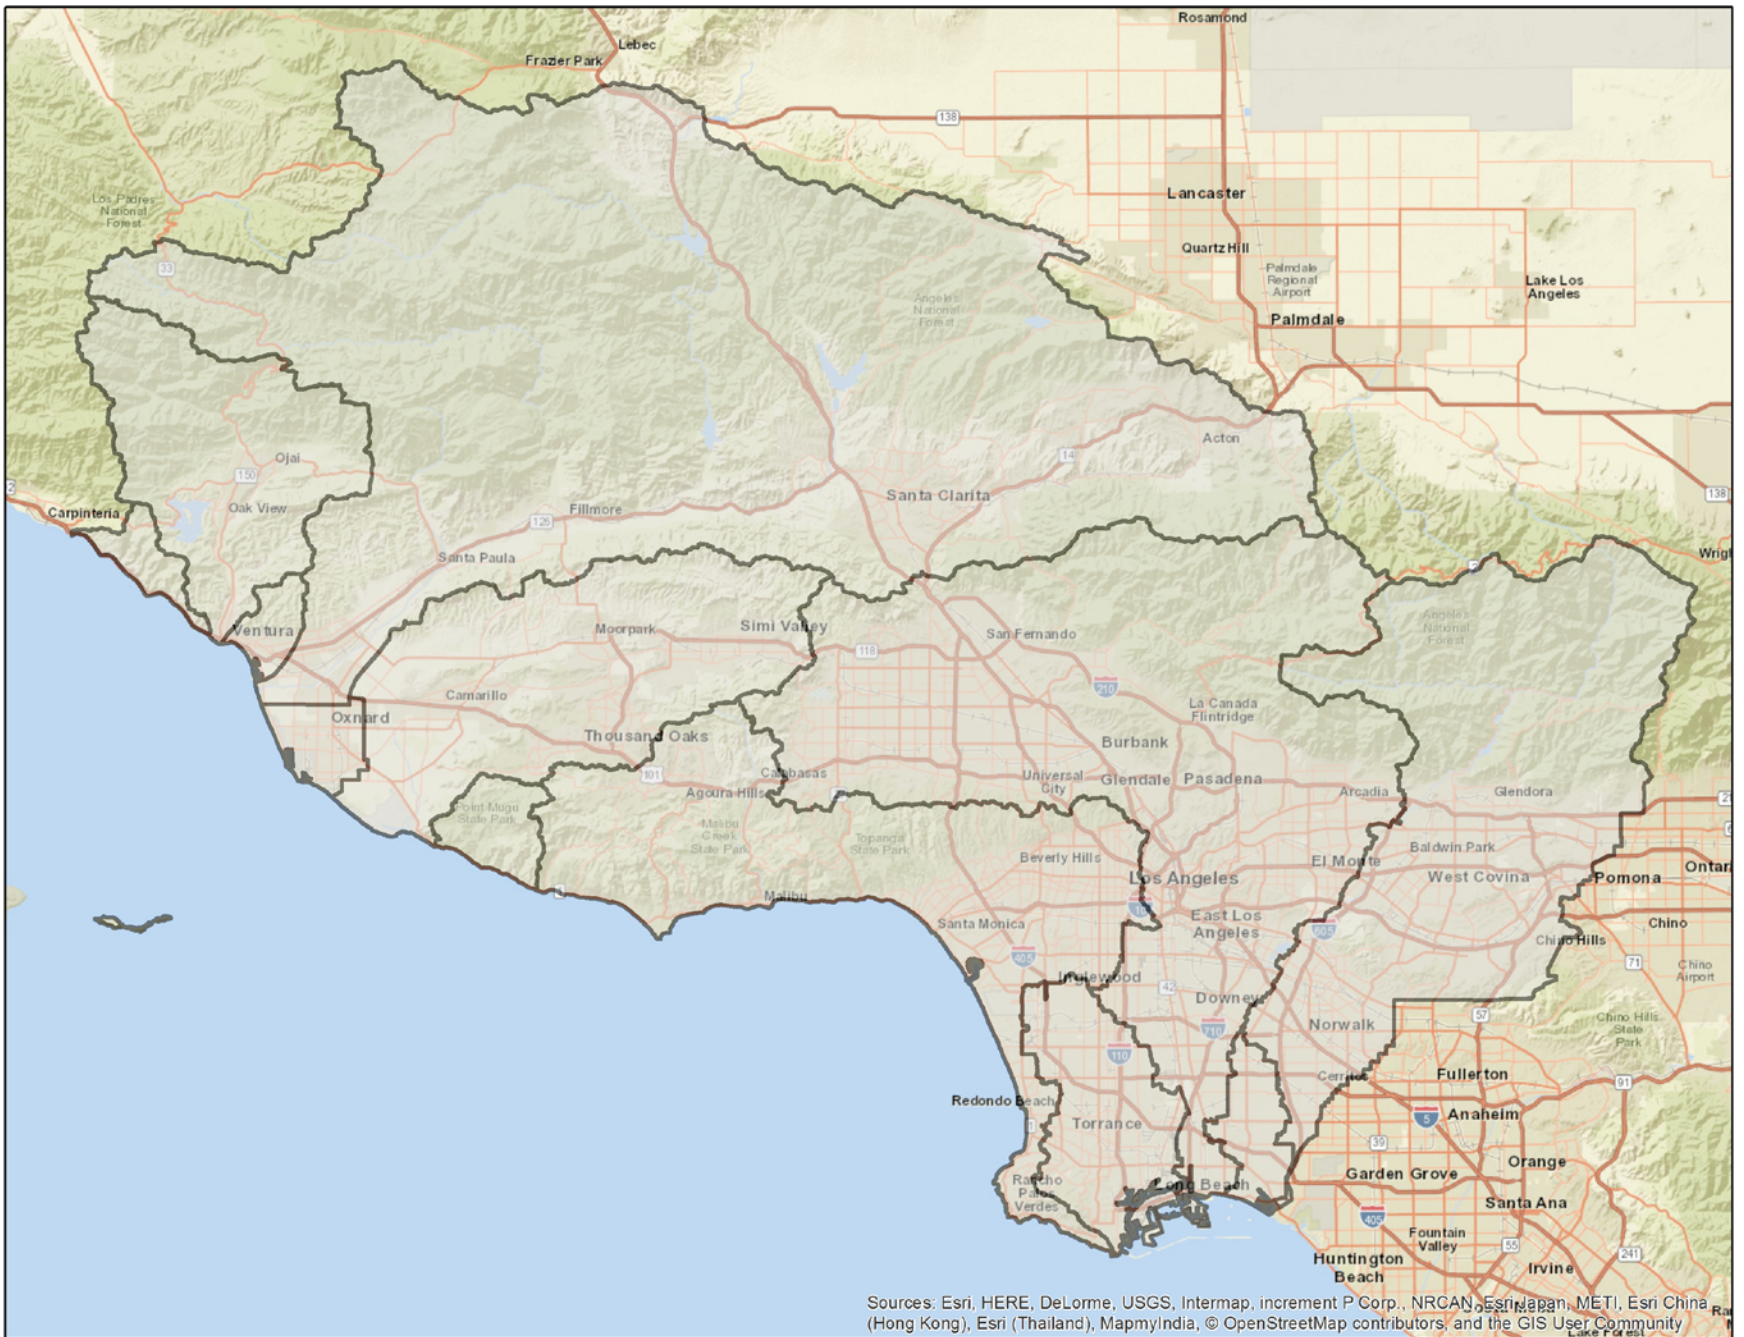 Rosamond
Lebec
Frazier Park
138
Lancaster
Los Padres
National
Forest
Quartz Hill
33
Palmdale
Regional
Airport
Lake Los
Angeles
Angeles
National
Forest
Palmdale
Acton
14
Ojai
150
Santa Clarita
138
2
Oak View
Fillmore
Carpinteria
126
Santa Paula
Angeles
National
Forest
Ventura
Moorpark
Simi Valley
San Fernando
118
210
Camarillo
La Canada
Flintridge
Oxnard
Thousand Oaks
Burbank
101
Calabasas
Universal
City
Glendale
Pasadena
Agoura Hills
Arcadia
Glendora
Point Mugu
State Park
Malibu
Creek
State Park
Topanga
State Park
Beverly Hills
El Monte
Baldwin Park
Los Angeles
West Covina
Pomona
Malibu
10
East Los
Angeles
Santa Monica
605
Chino
Chino Hills
405
71
Chino
Airport
Inglewood
42
Downey
Norwalk
57
Chino Hills
State
Park
710
110
Cerritos
Fullerton
91
Redondo Beach
Anaheim
5
Torrance
1
39
Orange
Garden Grove
Rancho
Palos
Verdes
Long Beach
Santa Ana
405
Fountain
Valley
55
241
Huntington
Beach
Irvine
Costa Mesa
Sources: Esri, HERE, DeLorme, USGS, Intermap, increment P Corp., NRCAN, Esri Japan, METI, Esri China
(Hong Kong), Esri (Thailand), MapmyIndia, © OpenStreetMap contributors, and the GIS User Community
Lake Forest